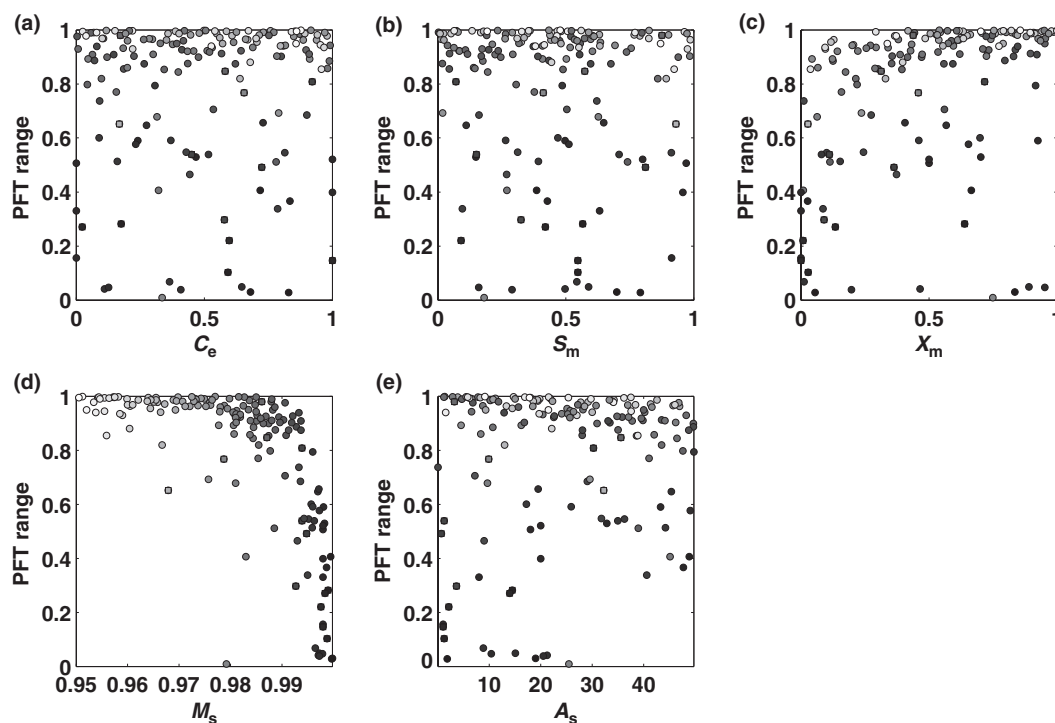 (a) (b) (c)
1 1 1
0.8 0.8 0.8
0.6 0.6 0.6
0.4 0.4 0.4
0.2 0.2 0.2
0 0 0
PFT range PFT range PFT range
0 0.5 1 0 0.5 1 0 0.5 1
Ce Sm Xm
(d) (e)
1 1
0.8 0.8
0.6 0.6
0.4 0.4
0.2 0.2
0 0
PFT range PFT range
0.95 0.96 0.97 0.98 0.99 10 20 30 40
Ms As